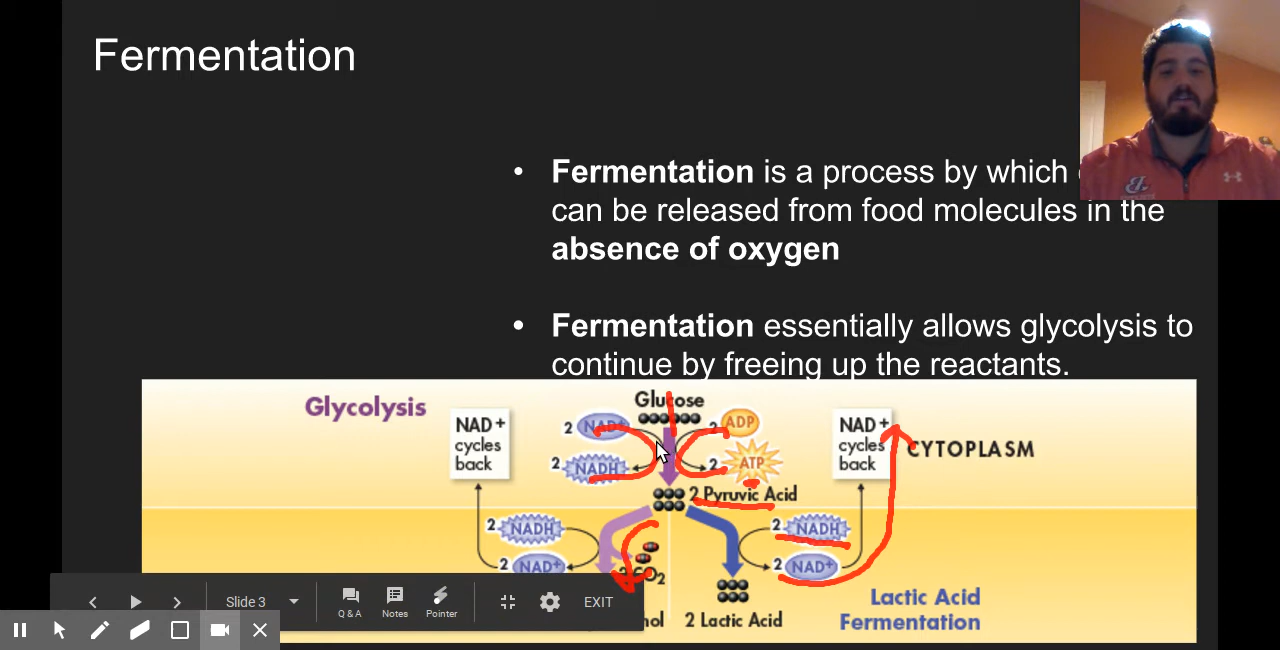 Fermentation
• Fermentation is a process by which
can be released from food molecules in the
absence of oxygen
• Fermentation essentially allows glycolysis to
continue by freeing up the reactants.
Glycolysis
Glucose
NAD+
cycles
back
2 NAD+
2 ADP
NAD+
cycles
back
CYTOPLASM
2 NADH
2 ATP
2 Pyruvic Acid
2 NADH
2 NADH
2 NAD+
2 NAD+
2 CO2
2 Lactic Acid
Lactic Acid
Fermentation
Slide 3
Q & A
Notes
Pointer
EXIT